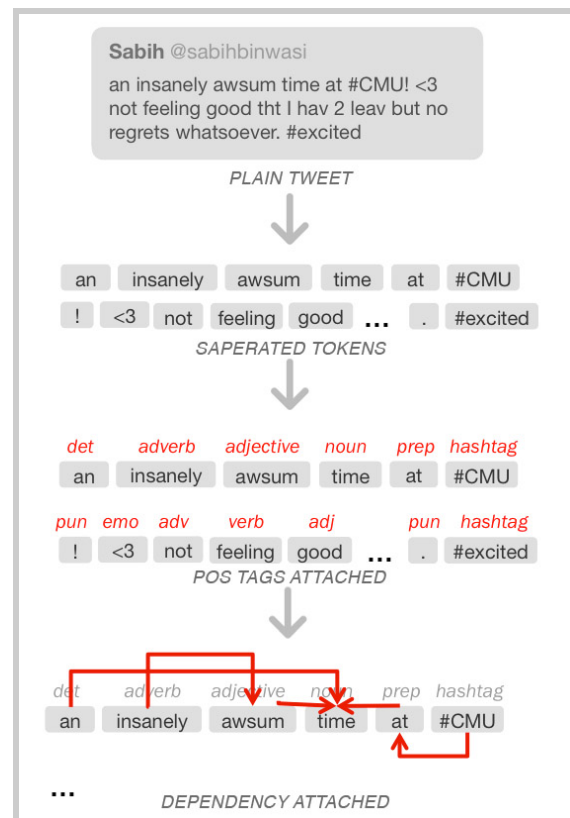 Sabih @sabihbinwasi
an insanely awsum time at #CMU! <3
not feeling good tht I hav 2 leav but no
regrets whatsoever. #excited
PLAIN TWEET
an insanely awsum time at #CMU
! <3 not feeling good ... . #excited
SAPERATED TOKENS
det adverb adjective noun prep hashtag
an insanely awsum time at #CMU
pun emo adv verb adj pun hashtag
! <3 not feeling good ... . #excited
POS TAGS ATTACHED
det adverb adjective noun prep hashtag
an insanely awsum time at #CMU
...
DEPENDENCY ATTACHED